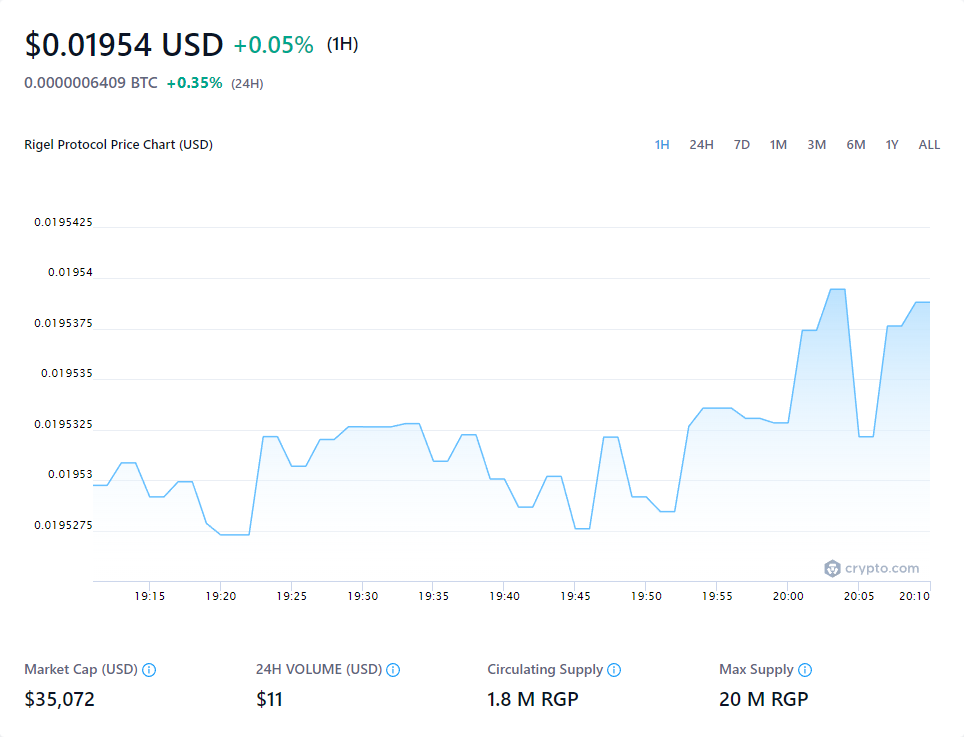 $0.01954 USD +0.05% (1H)
0.0000006409 BTC +0.35% (24H)
Rigel Protocol Price Chart (USD) 1H 24H 7D 1M 3M 6M 1Y ALL
0.0195425
0.01954
0.0195375
0.019535
0.0195325
0.01953
0.0195275
crypto.com
19:15 19:20 19:25 19:30 19:35 19:40 19:45 19:50 19:55 20:00 20:05 20:10
Market Cap (USD) 24H VOLUME (USD) Circulating Supply Max Supply
$35,072 $11 1.8 M RGP 20 M RGP